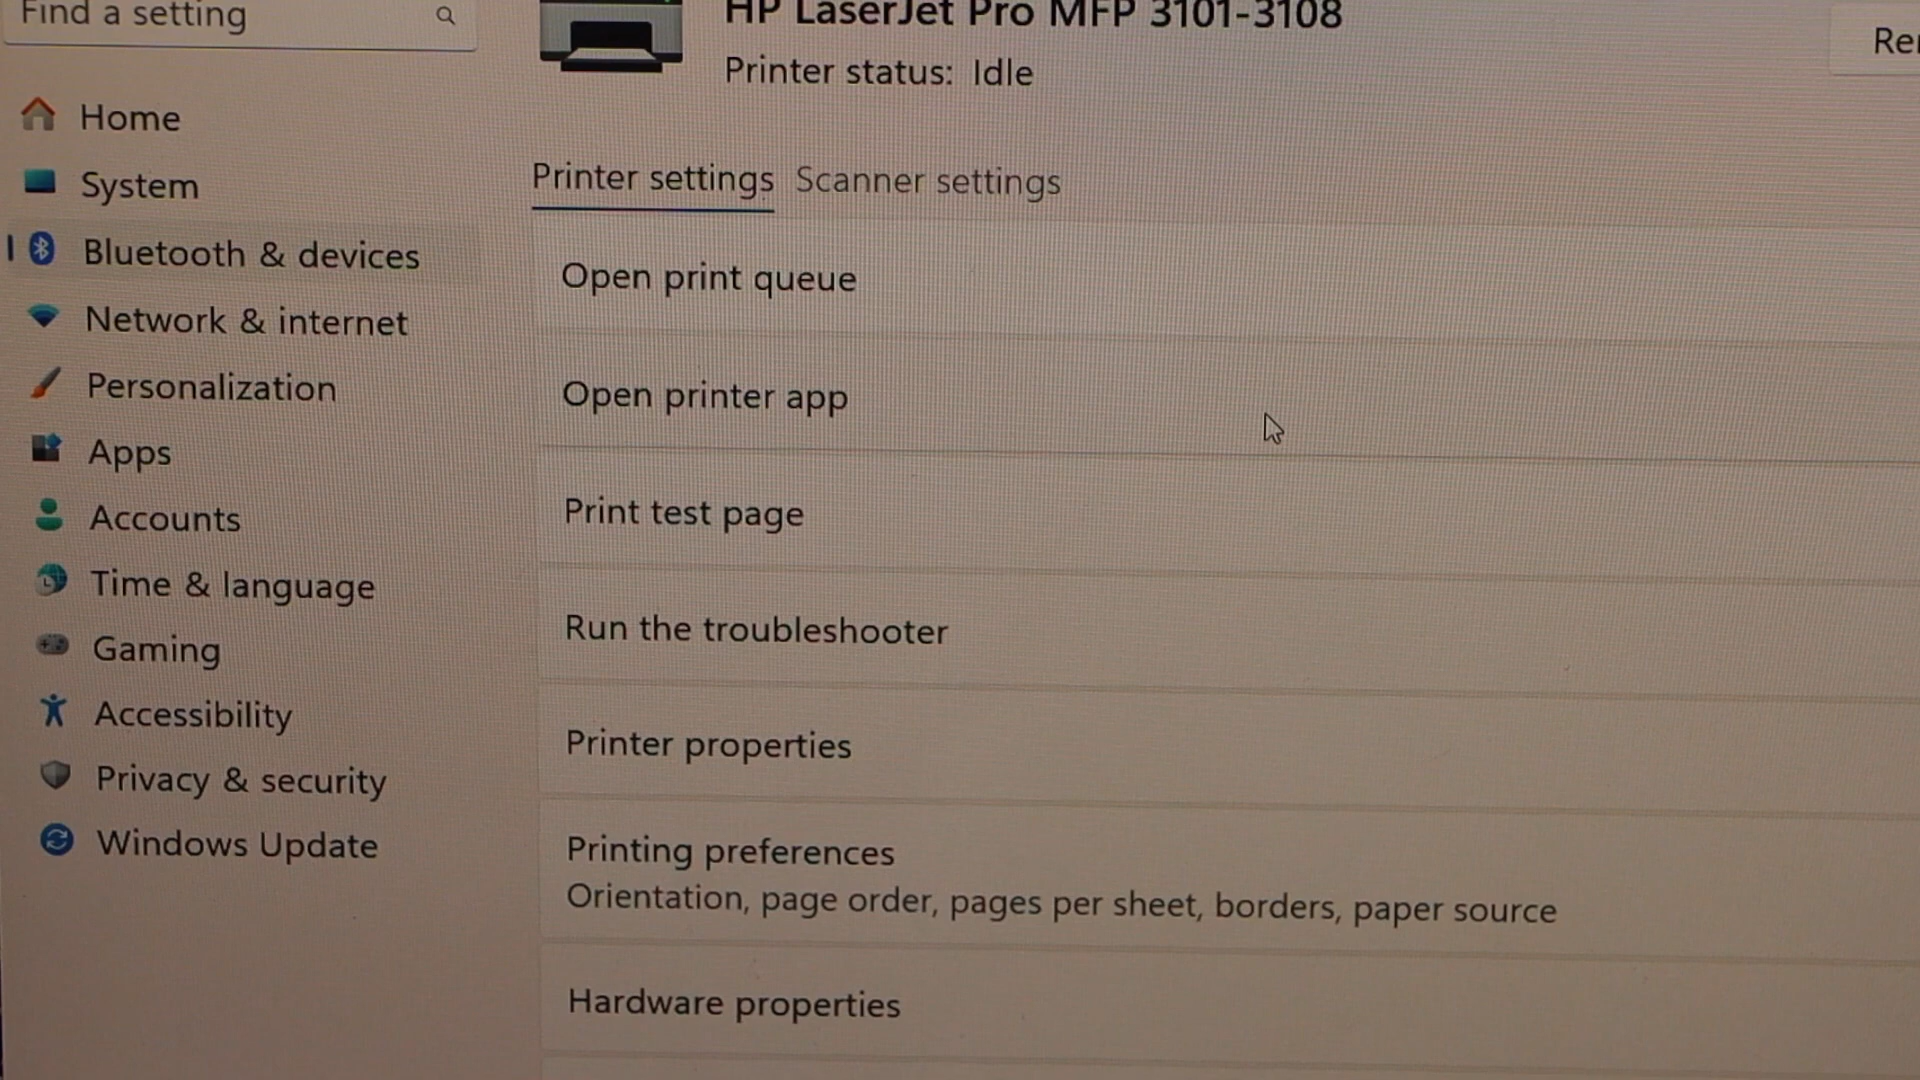 Find a setting
HP LaserJet Pro MFP 3101-3108
Printer status: Idle
Home
System
Bluetooth & devices
Network & internet
Personalization
Apps
Accounts
Time & language
Gaming
Accessibility
Privacy & security
Windows Update
Printer settings Scanner settings
Open print queue
Open printer app
Print test page
Run the troubleshooter
Printer properties
Printing preferences
Orientation, page order, pages per sheet, borders, paper source
Hardware properties